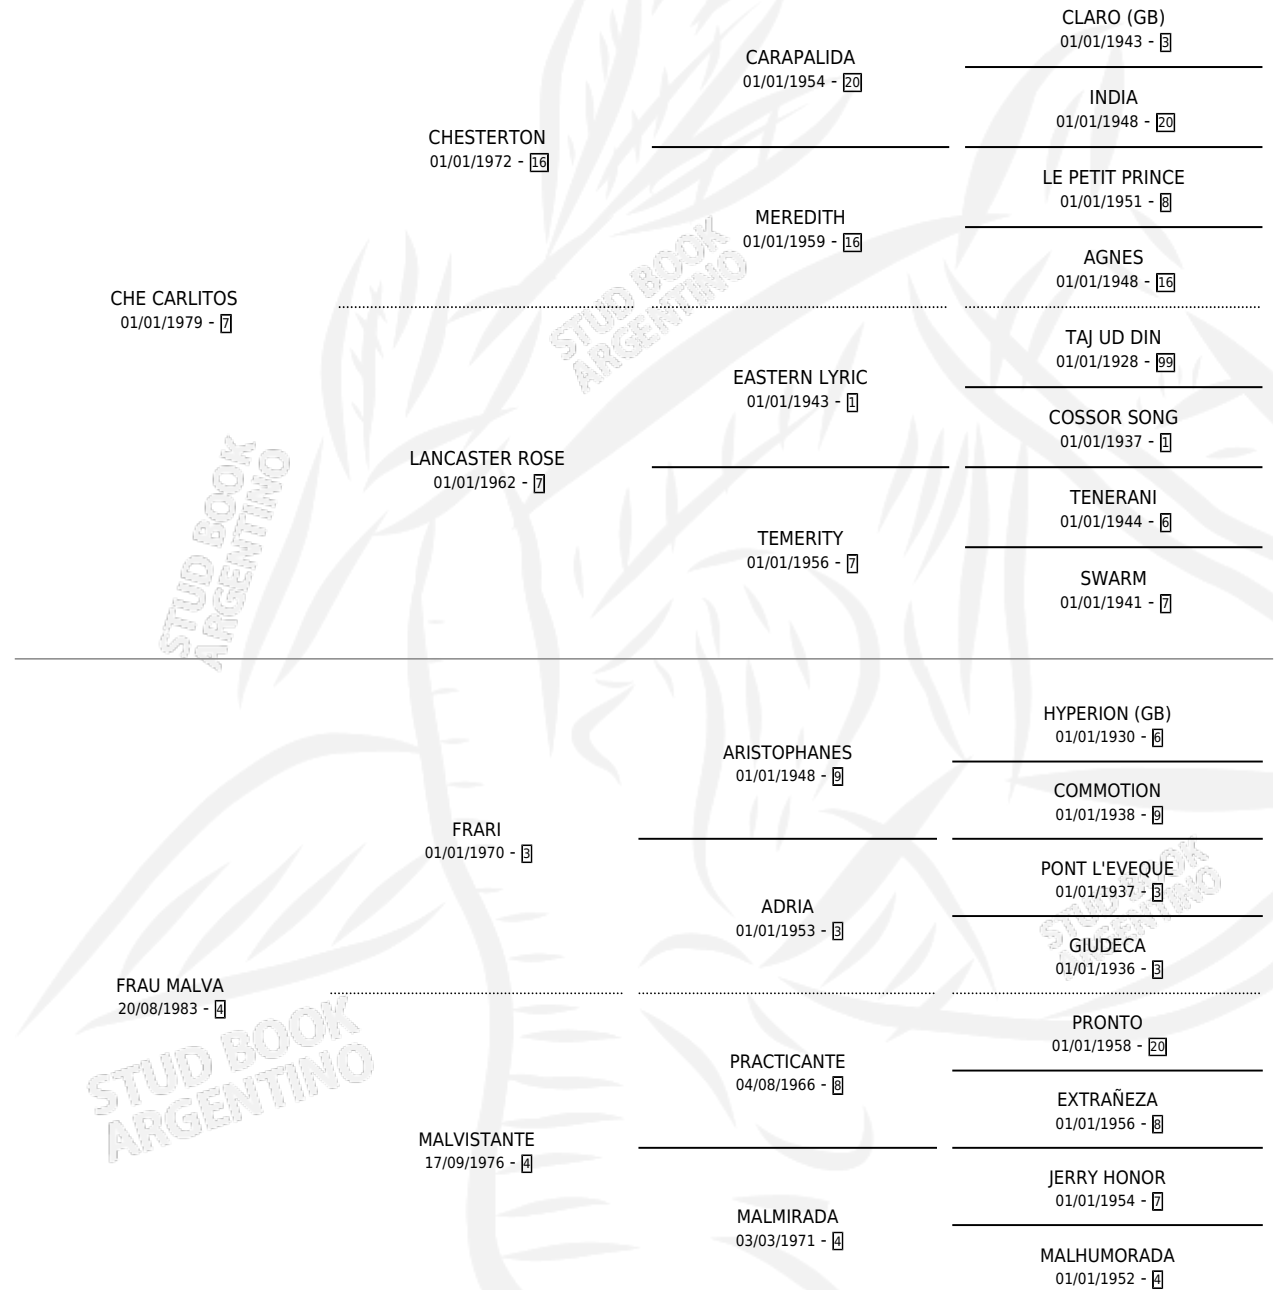 CLARO (GB)
01/01/1943 - 3
CARAPALIDA
01/01/1954 - 20
INDIA
01/01/1948 - 20
CHESTERTON
01/01/1972 - 16
LE PETIT PRINCE
01/01/1951 - 8
MEREDITH
01/01/1959 - 16
AGNES
01/01/1948 - 16
CHE CARLITOS
01/01/1979 - 7
TAJ UD DIN
01/01/1928 - 99
EASTERN LYRIC
01/01/1943 - 1
COSSOR SONG
01/01/1937 - 1
LANCASTER ROSE
01/01/1962 - 7
TENERANI
01/01/1944 - 6
TEMERITY
01/01/1956 - 7
SWARM
01/01/1941 - 7
HYPERION (GB)
01/01/1930 - 6
ARISTOPHANES
01/01/1948 - 9
COMMOTION
01/01/1938 - 9
FRARI
01/01/1970 - 3
PONT L'EVEQUE
01/01/1937 - 3
ADRIA
01/01/1953 - 3
GIUDECA
01/01/1936 - 3
FRAU MALVA
20/08/1983 - 4
PRONTO
01/01/1958 - 20
PRACTICANTE
04/08/1966 - 8
EXTRAÑEZA
01/01/1956 - 8
MALVISTANTE
17/09/1976 - 4
JERRY HONOR
01/01/1954 - 7
MALMIRADA
03/03/1971 - 4
MALHUMORADA
01/01/1952 - 4
STUD BOOK
ARGENTINO
STUD BOOK
ARGENTINO
STUD BOOK
ARGENTINO
STUD BOOK
ARGENTINO